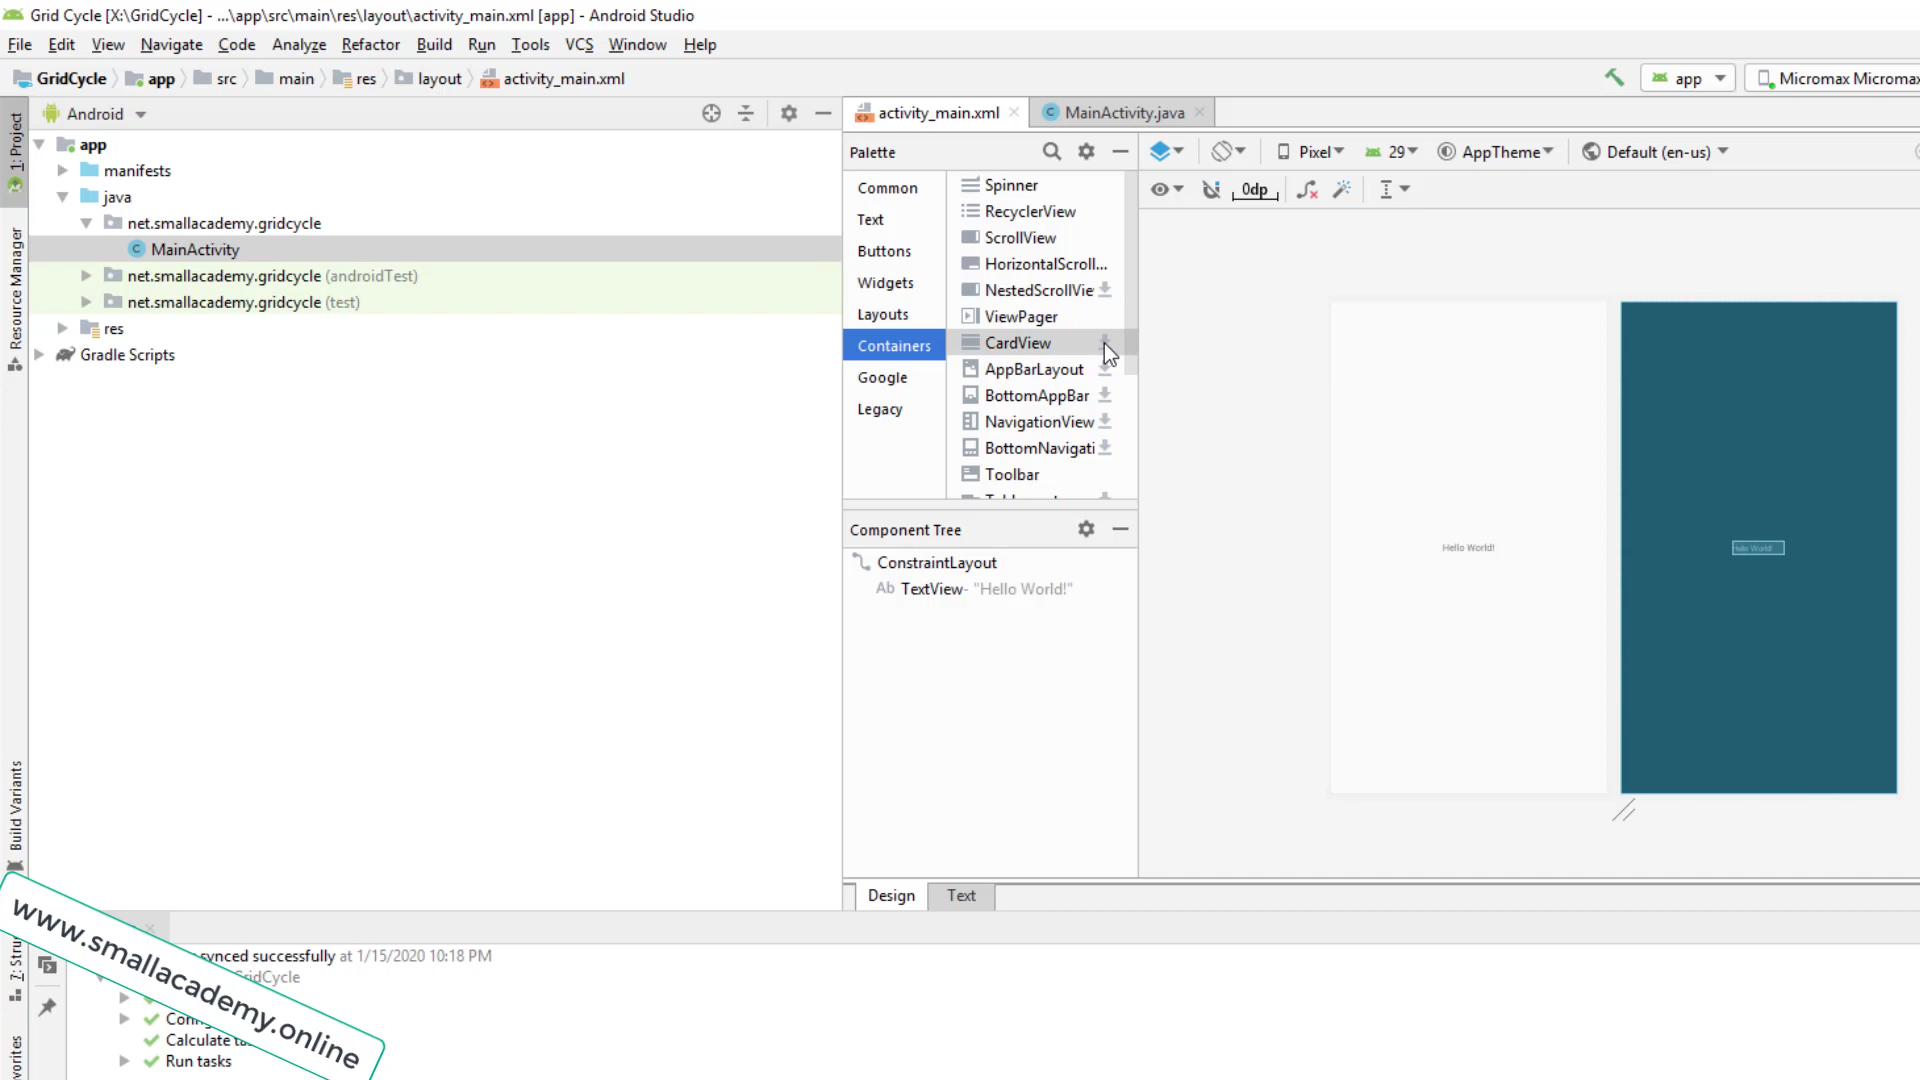 Grid Cycle [X:\GridCycle] - ...\app\src\main\res\layout\activity_main.xml [app] - Android Studio
File Edit View Navigate Code Analyze Refactor Build Run Tools VCS Window Help
GridCycle app src main res layout activity_main.xml app Micromax Micromax
1: Project
Resource Manager
Build Variants
Android
app
manifests
java
net.smallacademy.gridcycle
MainActivity
net.smallacademy.gridcycle (androidTest)
net.smallacademy.gridcycle (test)
res
Gradle Scripts
activity_main.xml MainActivity.java
Palette
Common
Text
Buttons
Widgets
Layouts
Containers
Google
Legacy
Spinner
RecyclerView
ScrollView
HorizontalScroll...
NestedScrollVie
ViewPager
CardView
AppBarLayout
BottomAppBar
NavigationView
BottomNavigati
Toolbar
Pixel 29 AppTheme Default (en-us)
0dp
Component Tree
ConstraintLayout
Ab TextView- "Hello World!"
Hello World!
Hello World!
Design Text
synced successfully at 1/15/2020 10:18 PM
GridCycle
Calculate ta
Run tasks
www.smallacademy.online